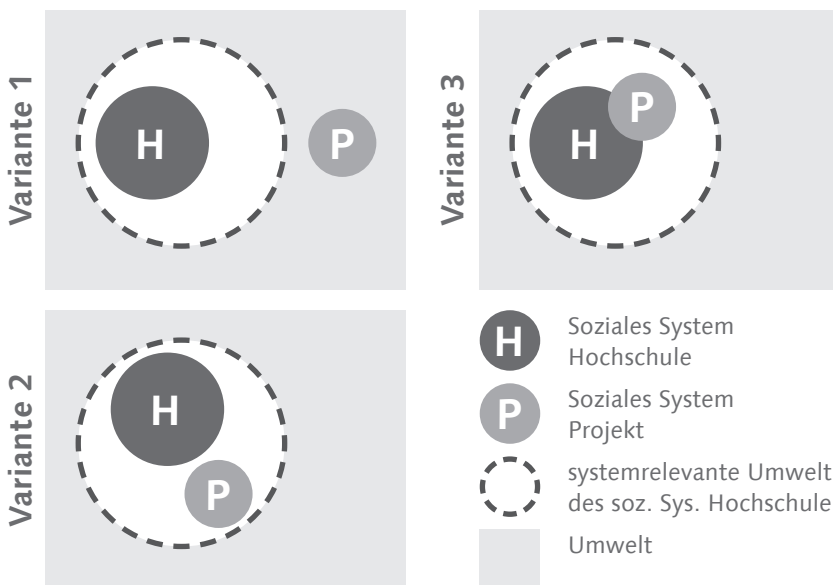 Variante 1
H
P
Variante 3
H
P
Variante 2
H
P
H
Soziales System
Hochschule
P
Soziales System
Projekt
systemrelevante Umwelt
des soz. Sys. Hochschule
Umwelt